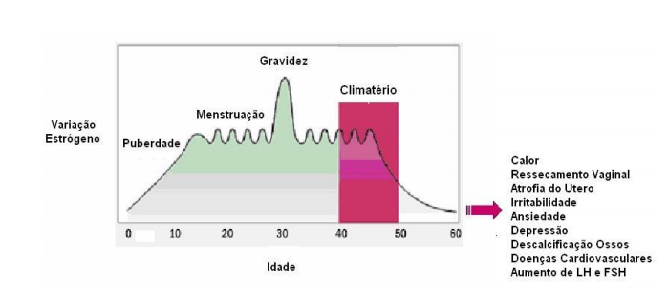 Gravidez
Climatério
Menstruação
Variação
Estrógeno
Puberdade
Calor
Ressecamento Vaginal
Atrofia do Utero
Irritabilidade
Ansiedade
Depressão
Descalcificação Ossos
Doenças Cardiovasculares
Aumento de LH e FSH
0 10 20 30 40 50 60
Idade